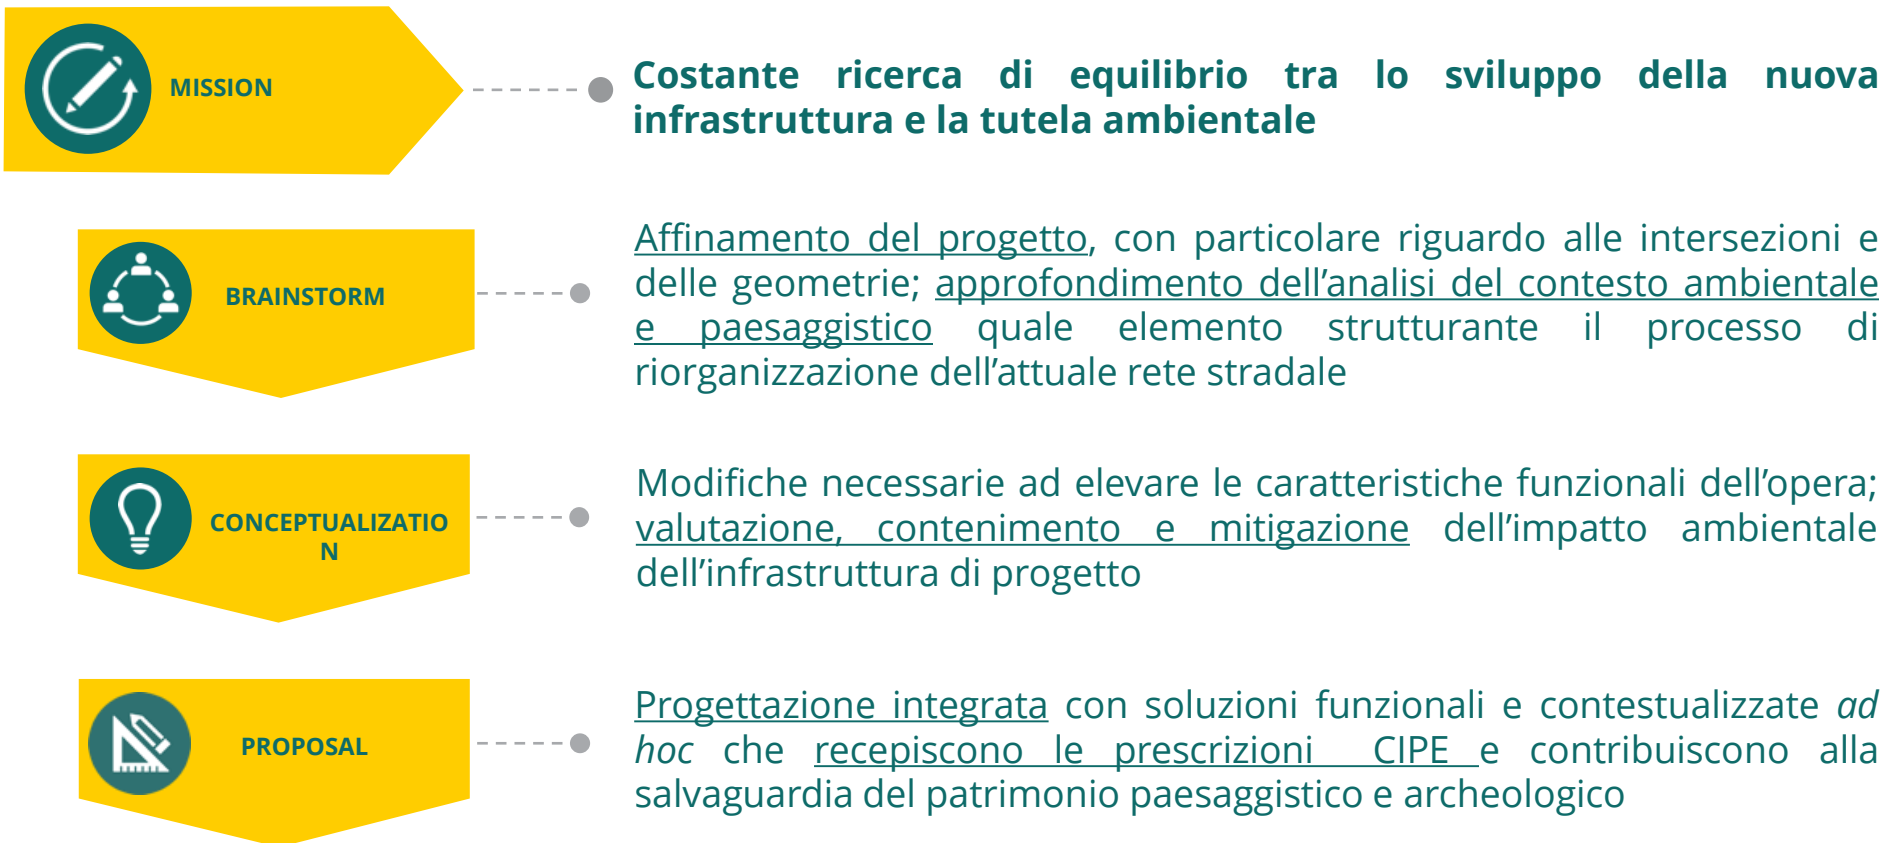 MISSION
Costante ricerca di equilibrio tra lo sviluppo della nuova
infrastruttura e la tutela ambientale
BRAINSTORM
Affinamento del progetto, con particolare riguardo alle intersezioni e
delle geometrie; approfondimento dell’analisi del contesto ambientale
e paesaggistico quale elemento strutturante il processo di
riorganizzazione dell’attuale rete stradale
CONCEPTUALIZATIO
N
Modifiche necessarie ad elevare le caratteristiche funzionali dell’opera;
valutazione, contenimento e mitigazione dell’impatto ambientale
dell’infrastruttura di progetto
PROPOSAL
Progettazione integrata con soluzioni funzionali e contestualizzate ad
hoc che recepiscono le prescrizioni CIPE e contribuiscono alla
salvaguardia del patrimonio paesaggistico e archeologico